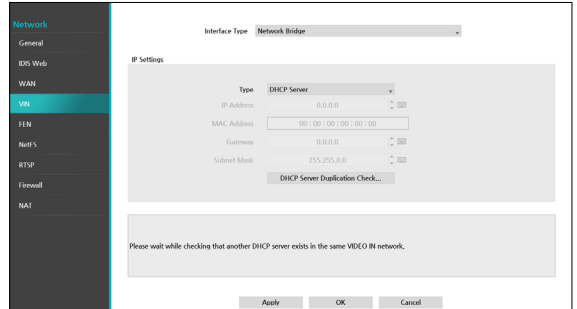 Network
General
IDIS Web
WAN
VIN
FEN
NetFS
RTSP
Firewall
NAT
Interface Type Network Bridge
IP Settings
Type DHCP Server
IP Address 0.0.0.0
MAC Address 00 : 00 : 00 : 00 : 00 : 00
Gateway 0.0.0.0
Subnet Mask 255.255.0.0
DHCP Server Duplication Check...
Please wait while checking that another DHCP server exists in the same VIDEO IN network.
Apply OK Cancel